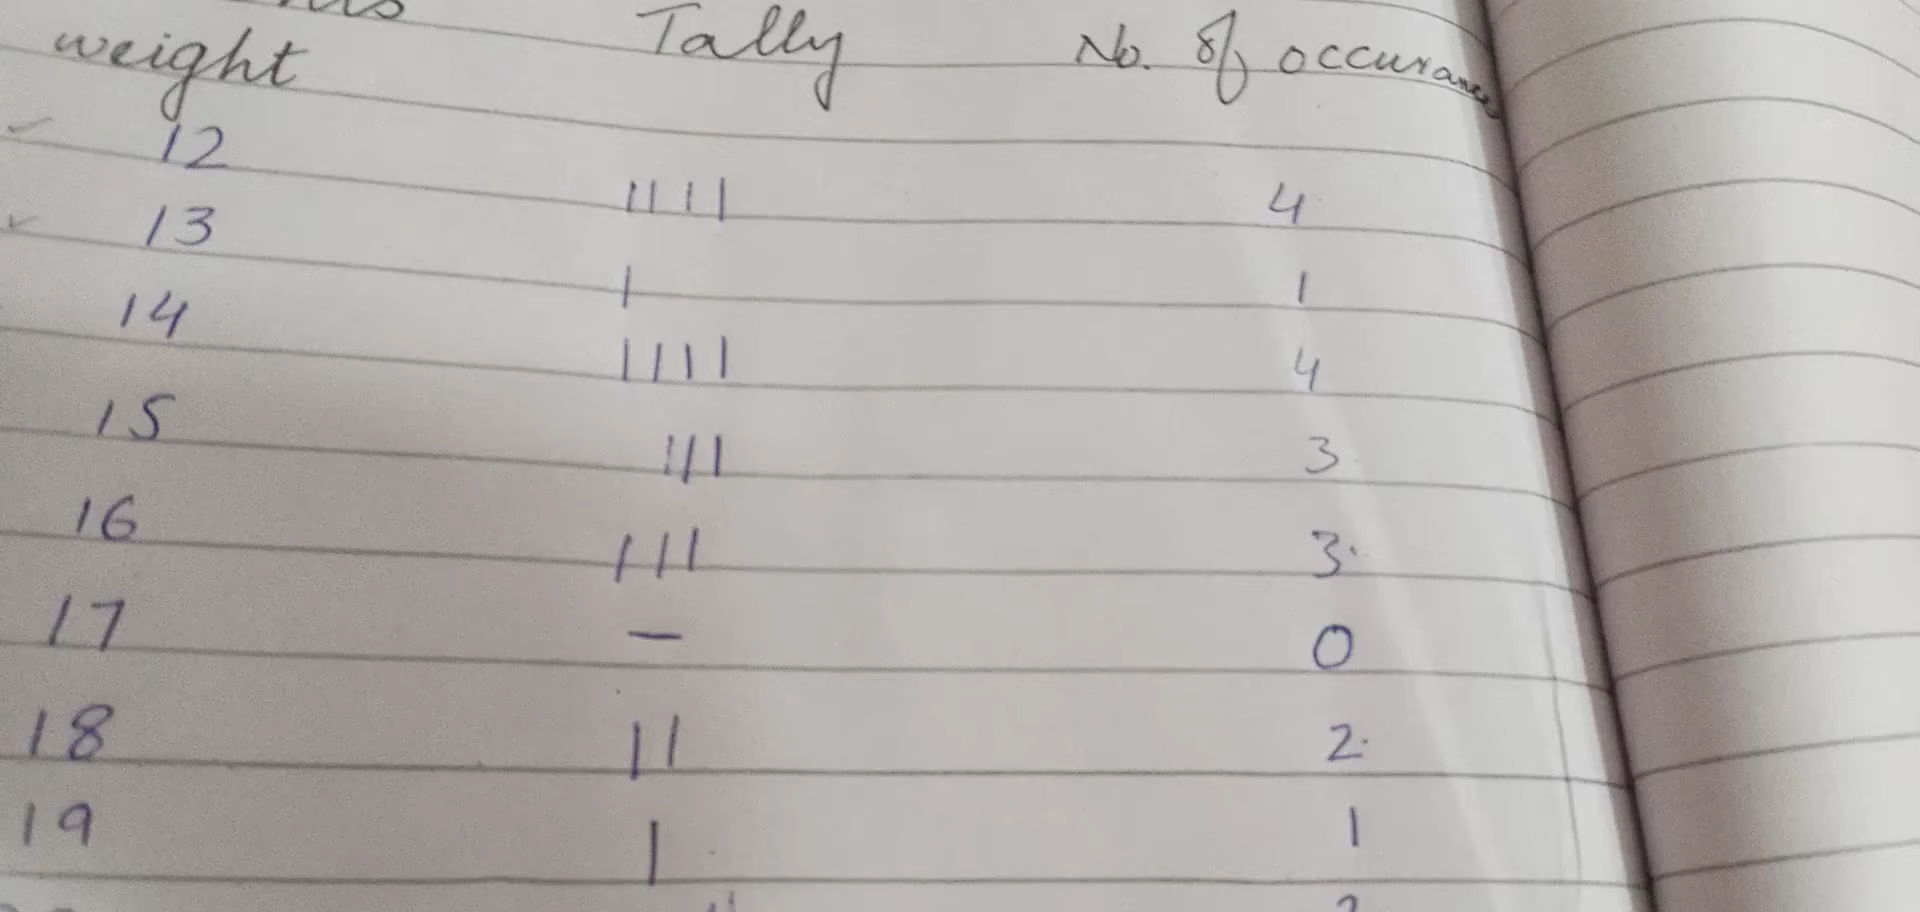 weight Tally No. of occurances
12 |||| 4
13 | 1
14 |||| 4
15 ||| 3
16 ||| 3
17 — 0
18 || 2
19 | 1